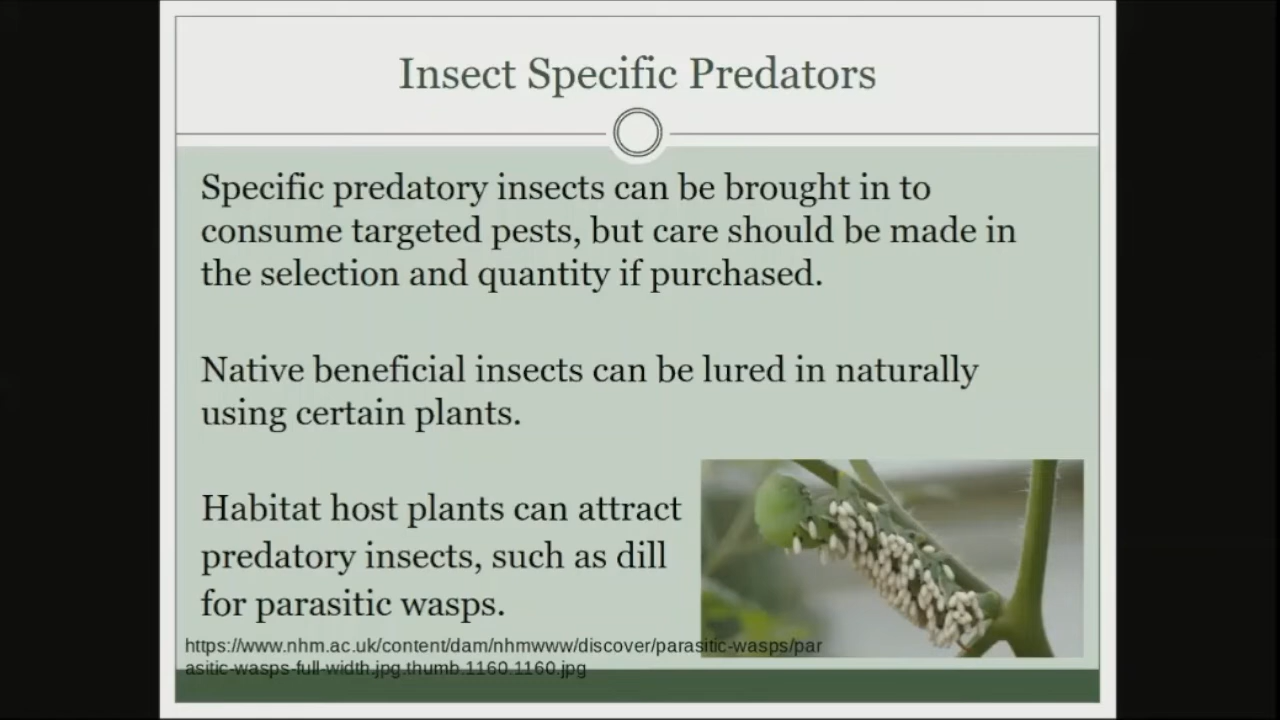 Insect Specific Predators
Specific predatory insects can be brought in to
consume targeted pests, but care should be made in
the selection and quantity if purchased.
Native beneficial insects can be lured in naturally
using certain plants.
Habitat host plants can attract
predatory insects, such as dill
for parasitic wasps.
https://www.nhm.ac.uk/content/dam/nhmwww/discover/parasitic-wasps/par
asitic-wasps-full-width.jpg.thumb.1160.1160.jpg